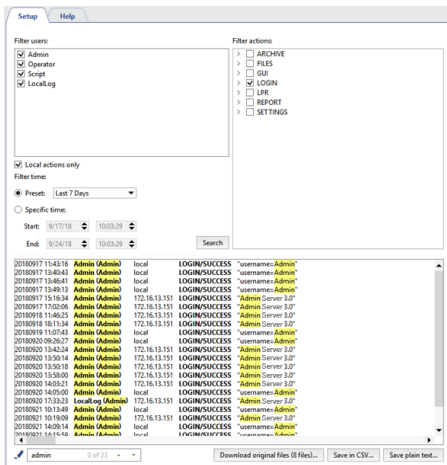 Setup Help
Filter users:
Admin
Operator
Script
LocalLog
Filter actions:
ARCHIVE
FILES
GUI
LOGIN
LPR
REPORT
SETTINGS
Local actions only
Filter time:
Preset: Last 7 Days
Specific time:
Start: 9/17/18 10:03:29
End: 9/24/18 10:03:29 Search
20180917 11:43:16 Admin (Admin) local LOGIN/SUCCESS "username=Admin"
20180917 13:40:43 Admin (Admin) local LOGIN/SUCCESS "username=Admin"
20180917 13:46:41 Admin (Admin) local LOGIN/SUCCESS "username=Admin"
20180917 13:49:13 Admin (Admin) local LOGIN/SUCCESS "username=Admin"
20180917 15:16:34 Admin (Admin) 172.16.13.151 LOGIN/SUCCESS "Admin Server 3.0"
20180917 17:02:06 Admin (Admin) 172.16.13.151 LOGIN/SUCCESS "Admin Server 3.0"
20180918 11:46:25 Admin (Admin) 172.16.13.151 LOGIN/SUCCESS "Admin Server 3.0"
20180918 18:11:34 Admin (Admin) 172.16.13.151 LOGIN/SUCCESS "Admin Server 3.0"
20180919 11:07:43 Admin (Admin) local LOGIN/SUCCESS "username=Admin"
20180920 09:26:27 Admin (Admin) local LOGIN/SUCCESS "username=Admin"
20180920 13:42:24 Admin (Admin) 172.16.13.151 LOGIN/SUCCESS "Admin Server 3.0"
20180920 13:50:14 Admin (Admin) 172.16.13.151 LOGIN/SUCCESS "Admin Server 3.0"
20180920 13:50:18 Admin (Admin) 172.16.13.151 LOGIN/SUCCESS "Admin Server 3.0"
20180920 13:58:00 Admin (Admin) 172.16.13.151 LOGIN/SUCCESS "Admin Server 3.0"
20180920 14:03:21 Admin (Admin) 172.16.13.151 LOGIN/SUCCESS "Admin Server 3.0"
20180920 14:05:00 Admin (Admin) local LOGIN/SUCCESS "username=Admin"
20180920 17:33:23 LocalLog (Admin) 172.16.13.151 LOGIN/SUCCESS "Admin Server 3.0"
20180921 10:13:49 Admin (Admin) local LOGIN/SUCCESS "username=Admin"
20180921 10:19:09 Admin (Admin) 172.16.13.151 LOGIN/SUCCESS "Admin Server 3.0"
20180921 14:09:14 Admin (Admin) local LOGIN/SUCCESS "username=Admin"
20180921 14:15:59 Admin (Admin) local LOGIN/SUCCESS "username=Admin"
admin 0 of 23 Download original files (8 files)... Save in CSV... Save plain text...